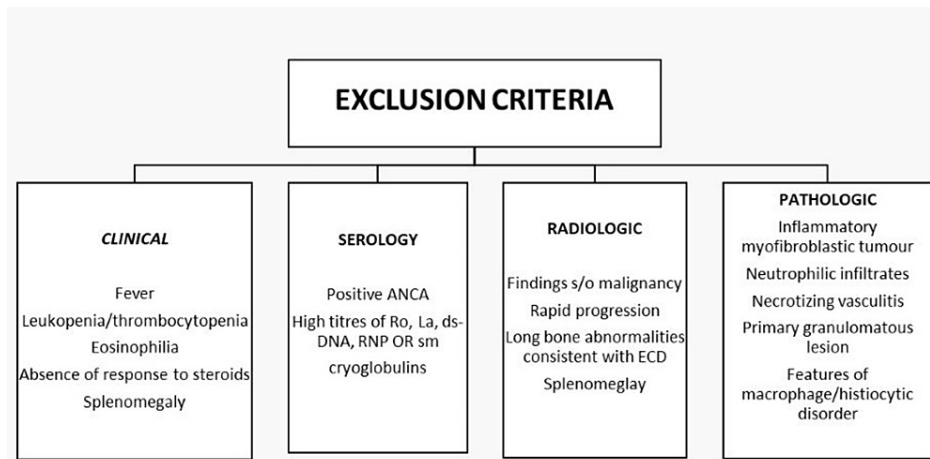 EXCLUSION CRITERIA
CLINICAL
Fever
Leukopenia/thrombocytopenia
Eosinophilia
Absence of response to steroids
Splenomegaly
SEROLOGY
Positive ANCA
High titres of Ro, La, ds-
DNA, RNP OR sm
cryoglobulins
RADIOLOGIC
Findings s/o malignancy
Rapid progression
Long bone abnormalities
consistent with ECD
Splenomeglay
PATHOLOGIC
Inflammatory
myofibroblastic tumour
Neutrophilic infiltrates
Necrotizing vasculitis
Primary granulomatous
lesion
Features of
macrophage/histiocytic
disorder